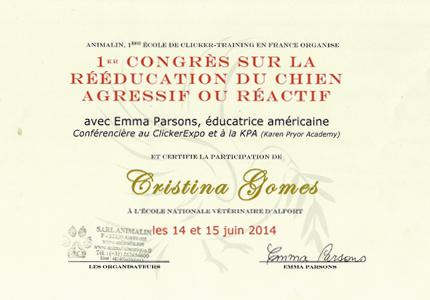 ANIMALIN, 1ÈRE ÉCOLE DE CLICKER-TRAINING EN FRANCE ORGANISE
1ER CONGRÈS SUR LA
RÉÉDUCATION DU CHIEN
AGRESSIF OU RÉACTIF
avec Emma Parsons, éducatrice américaine
Conférencière au ClickerExpo et à la KPA (Karen Pryor Academy)
ET CERTIFIE LA PARTICIPATION DE
Cristina Gomes
À L'ÉCOLE NATIONALE VÉTÉRINAIRE D'ALFORT
les 14 et 15 juin 2014
SARL ANIMALIN
Emma Parsons
LES ORGANISATEURS
EMMA PARSONS